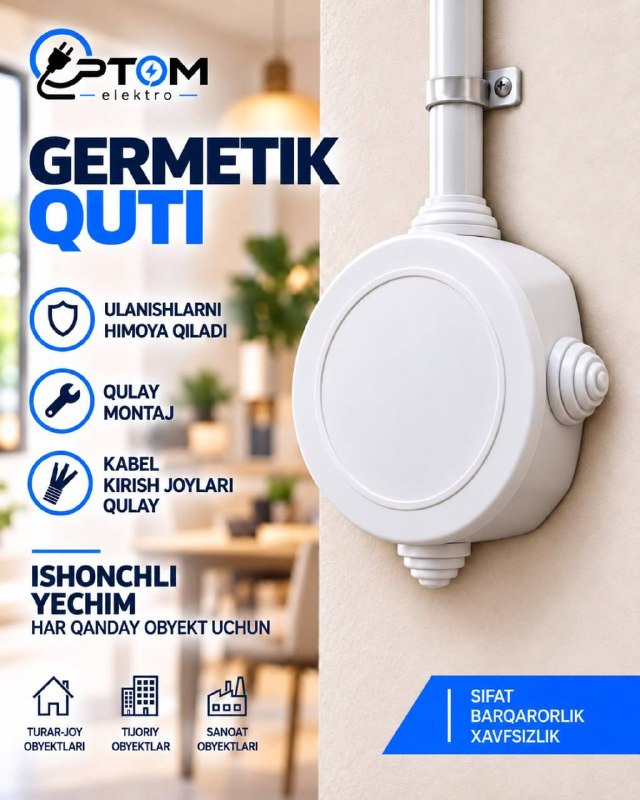 OPTOM
elektro
GERMETIK
QUTI
ULANISHLARNI
HIMOYA QILADI
QULAY
MONTAJ
KABEL
KIRISH JOYLARI
QULAY
ISHONCHLI
YECHIM
HAR QANDAY OBYEKT UCHUN
TURAR-JOY
OBYEKTLARI
TIJORIY
OBYEKTLAR
SANOAT
OBYEKTLARI
SIFAT
BARQARORLIK
XAVFSIZLIK